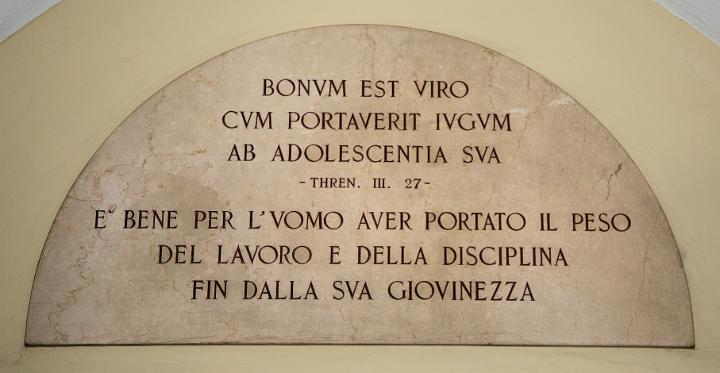 BONVM EST VIRO
CVM PORTAVERIT IVGVM
AB ADOLESCENTIA SVA
- THREN. III. 27 -
E' BENE PER L'VOMO AVER PORTATO IL PESO
DEL LAVORO E DELLA DISCIPLINA
FIN DALLA SVA GIOVINEZZA